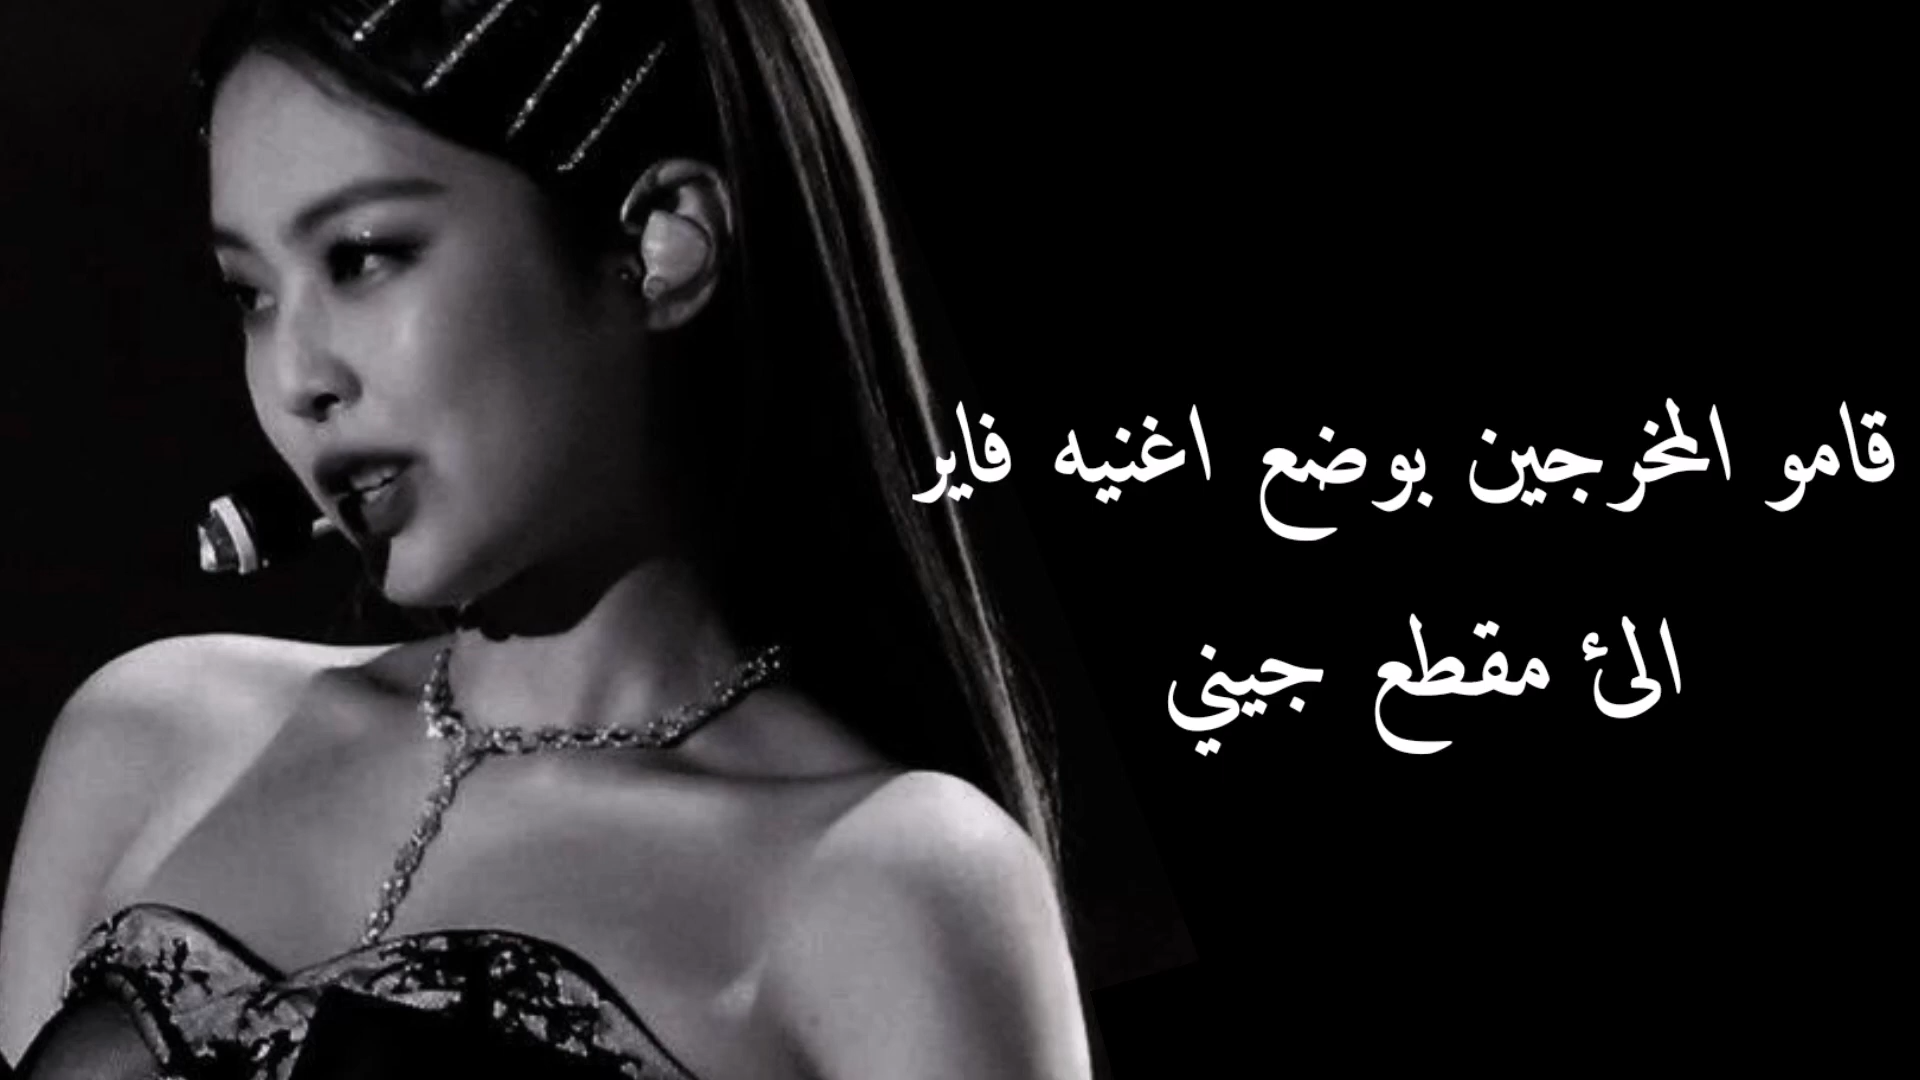 قامو المخرجين بوضع اغنيه فاير
الئ مقطع جيني